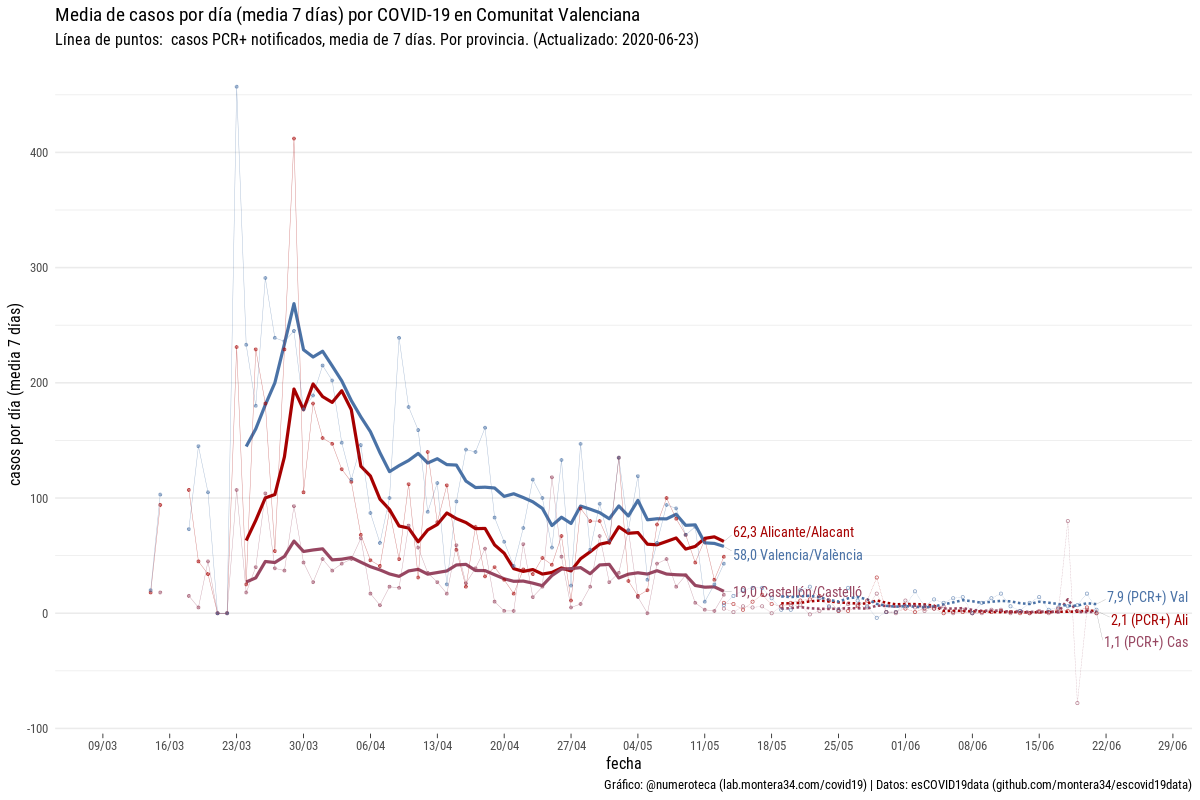 Media de casos por día (media 7 días) por COVID-19 en Comunitat Valenciana
Línea de puntos:  casos PCR+ notificados, media de 7 días. Por provincia. (Actualizado: 2020-06-23)
casos por día (media 7 días)
400
300
200
100
0
-100
62,3 Alicante/Alacant
58,0 Valencia/València
19,0 Castellón/Castelló
7,9 (PCR+) Val
2,1 (PCR+) Ali
1,1 (PCR+) Cas
09/03 16/03 23/03 30/03 06/04 13/04 20/04 27/04 04/05 11/05 18/05 25/05 01/06 08/06 15/06 22/06 29/06
fecha
Gráfico: @numeroteca (lab.montera34.com/covid19) | Datos: esCOVID19data (github.com/montera34/escovid19data)